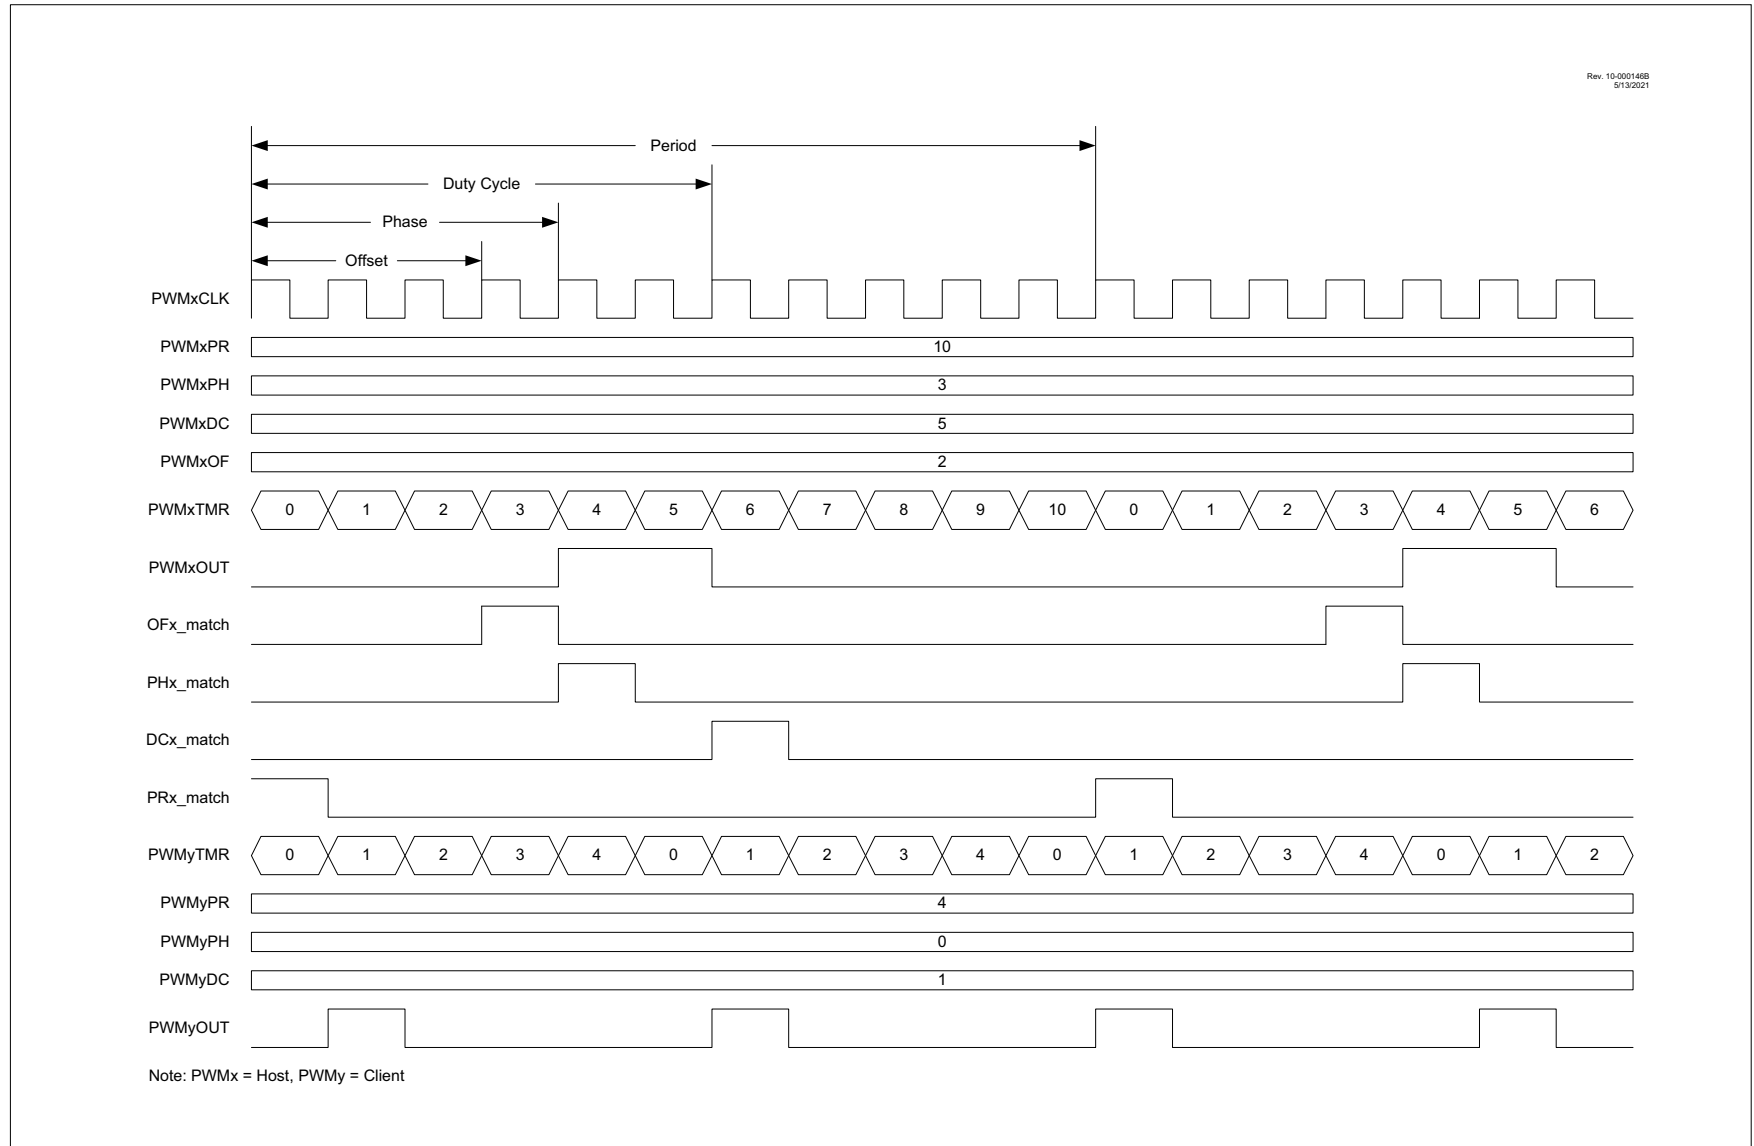 Rev. 10-000146B
5/13/2021
Period
Duty Cycle
Phase
Offset
PWMxCLK
PWMxPR 10
PWMxPH 3
PWMxDC 5
PWMxOF 2
PWMxTMR 0 1 2 3 4 5 6 7 8 9 10 0 1 2 3 4 5 6
PWMxOUT
OFx_match
PHx_match
DCx_match
PRx_match
PWMyTMR 0 1 2 3 4 0 1 2 3 4 0 1 2 3 4 0 1 2
PWMyPR 4
PWMyPH 0
PWMyDC 1
PWMyOUT
Note: PWMx = Host, PWMy = Client